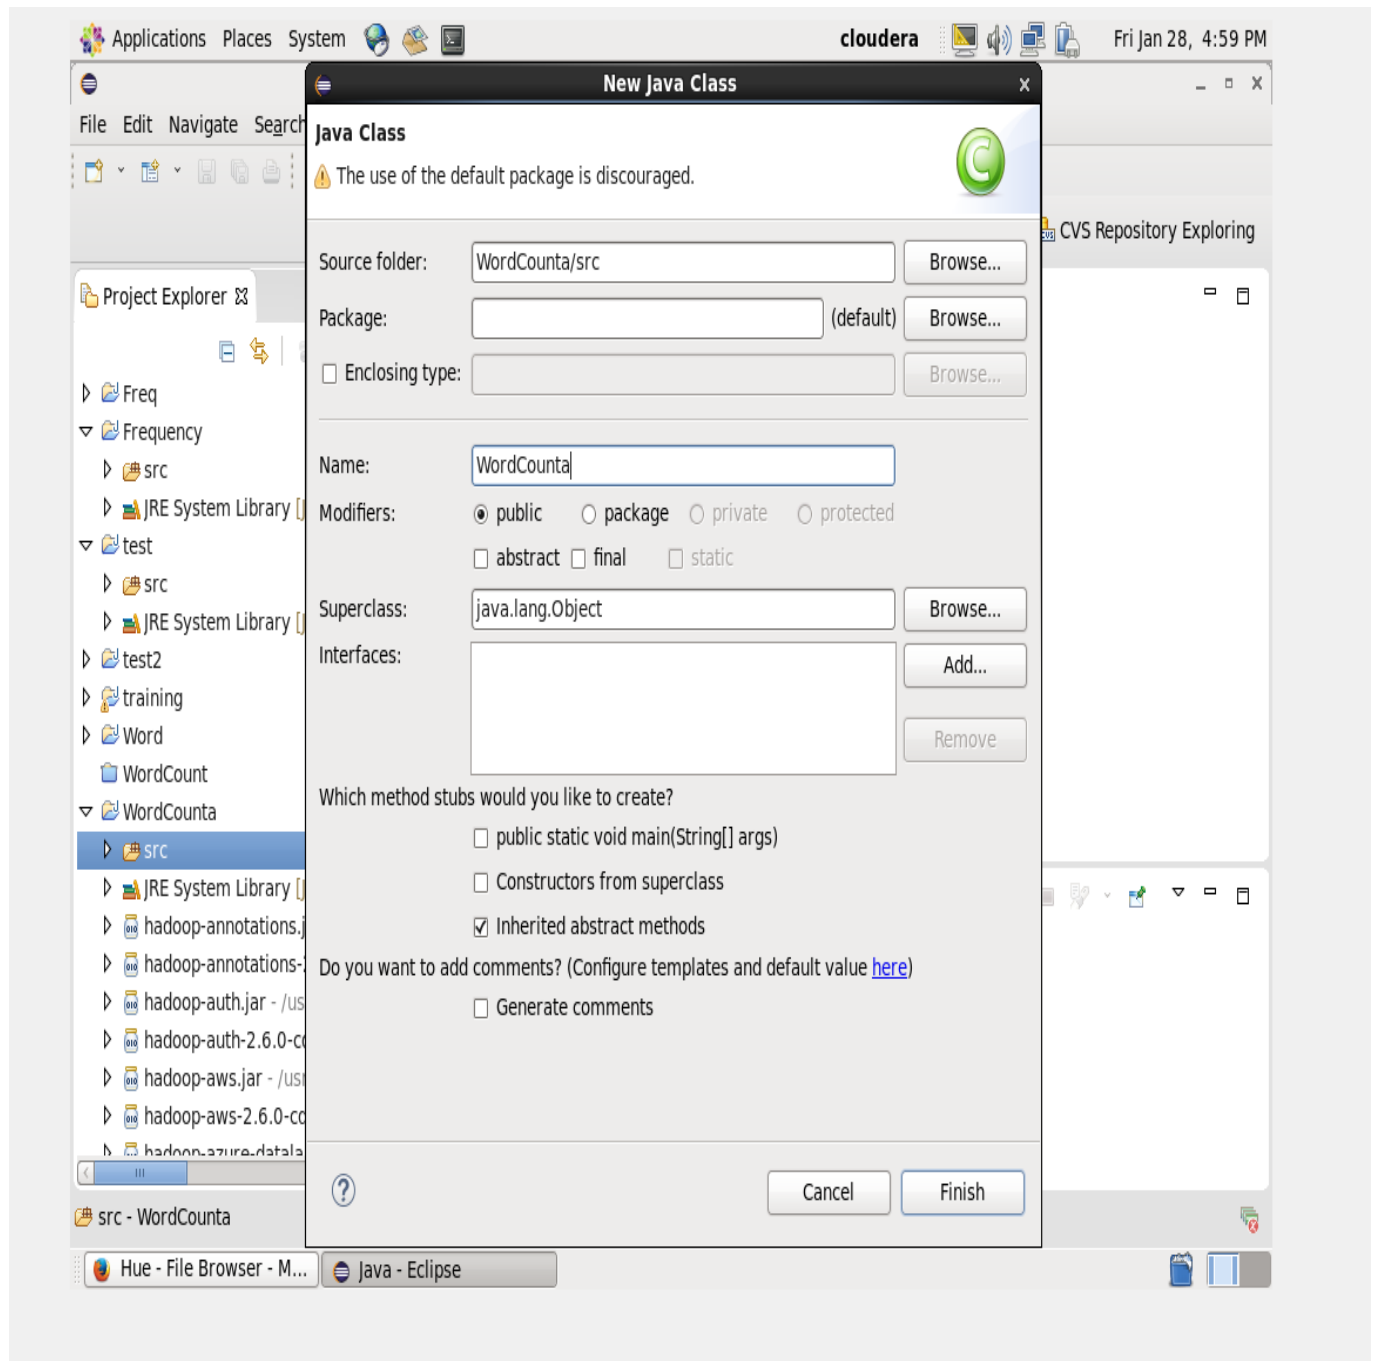 Applications Places System cloudera Fri Jan 28, 4:59 PM
New Java Class
File Edit Navigate Search
Java Class
The use of the default package is discouraged.
CVS Repository Exploring
Source folder: WordCounta/src Browse...
Project Explorer
Package: (default) Browse...
Enclosing type: Browse...
Freq
Frequency
Name: WordCounta
src
JRE System Library [J
Modifiers: public package private protected
test
abstract final static
src
JRE System Library [J
Superclass: java.lang.Object Browse...
Interfaces: Add...
test2
training
Word
Remove
WordCount
Which method stubs would you like to create?
WordCounta
public static void main(String[] args)
src
Constructors from superclass
JRE System Library [J
hadoop-annotations.j
Inherited abstract methods
hadoop-annotations-
Do you want to add comments? (Configure templates and default value here)
hadoop-auth.jar - /us
Generate comments
hadoop-auth-2.6.0-cd
hadoop-aws.jar - /usr
hadoop-aws-2.6.0-cd
hadoop-azure-datala
Cancel Finish
src - WordCounta
Hue - File Browser - M... Java - Eclipse